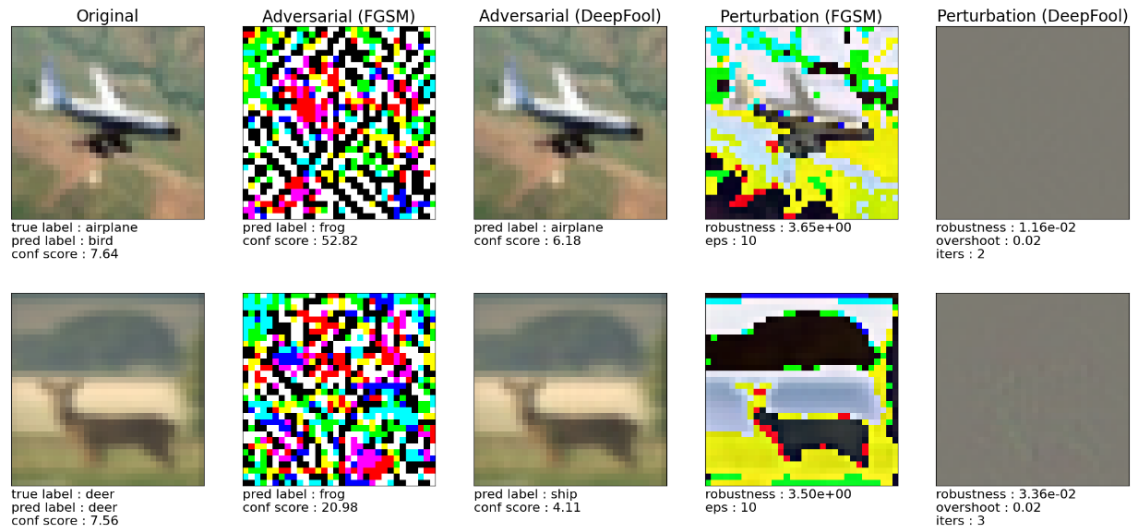 Original
Adversarial (FGSM)
Adversarial (DeepFool)
Perturbation (FGSM)
Perturbation (DeepFool)
true label : airplane
pred label : bird
conf score : 7.64
pred label : frog
conf score : 52.82
pred label : airplane
conf score : 6.18
robustness : 3.65e+00
eps : 10
robustness : 1.16e-02
overshoot : 0.02
iters : 2
true label : deer
pred label : deer
conf score : 7.56
pred label : frog
conf score : 20.98
pred label : ship
conf score : 4.11
robustness : 3.50e+00
eps : 10
robustness : 3.36e-02
overshoot : 0.02
iters : 3